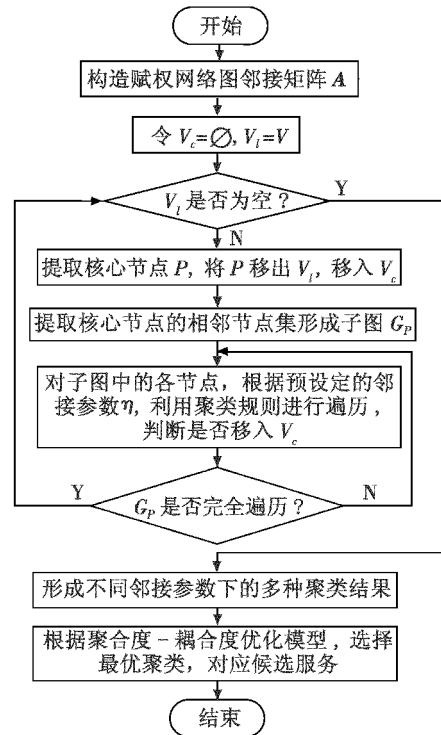 开始
构造赋权网络图邻接矩阵 A
令 V_c=∅, V_l=V
V_l 是否为空？
Y
N
提取核心节点 P, 将 P 移出 V_l, 移入 V_c
提取核心节点的相邻节点集形成子图 G_P
对子图中的各节点，根据预设定的邻
接参数 η, 利用聚类规则进行遍历，
判断是否移入 V_c
Y
G_P 是否完全遍历？
N
形成不同邻接参数下的多种聚类结果
根据聚合度－耦合度优化模型，选择
最优聚类，对应候选服务
结束